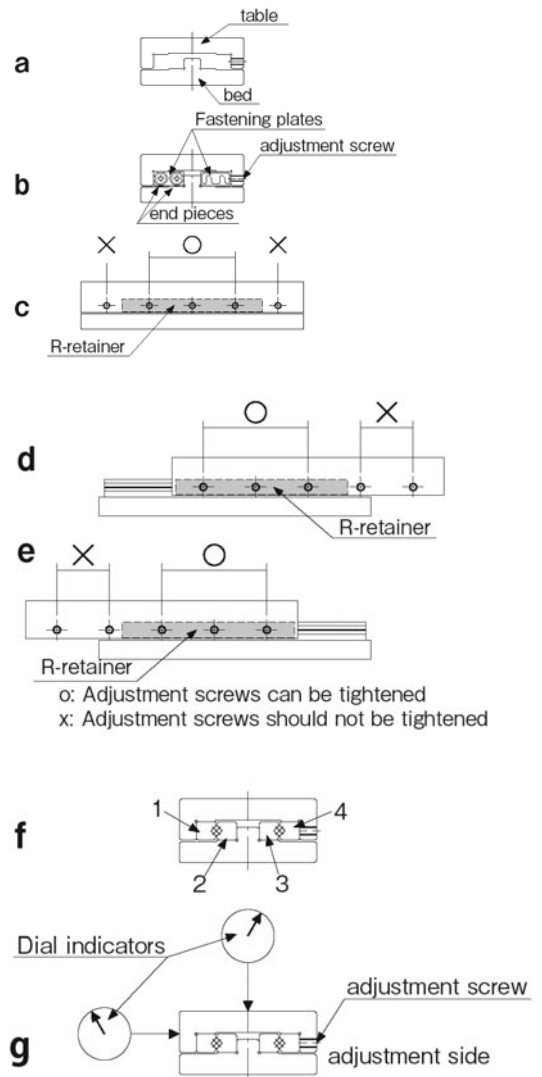 table
a
bed
Fastening plates
adjustment screw
b
end pieces
X O X
c
R-retainer
O X
d
R-retainer
e
X O
R-retainer
o: Adjustment screws can be tightened
x: Adjustment screws should not be tightened
1 4
f
2 3
Dial indicators
adjustment screw
g
adjustment side